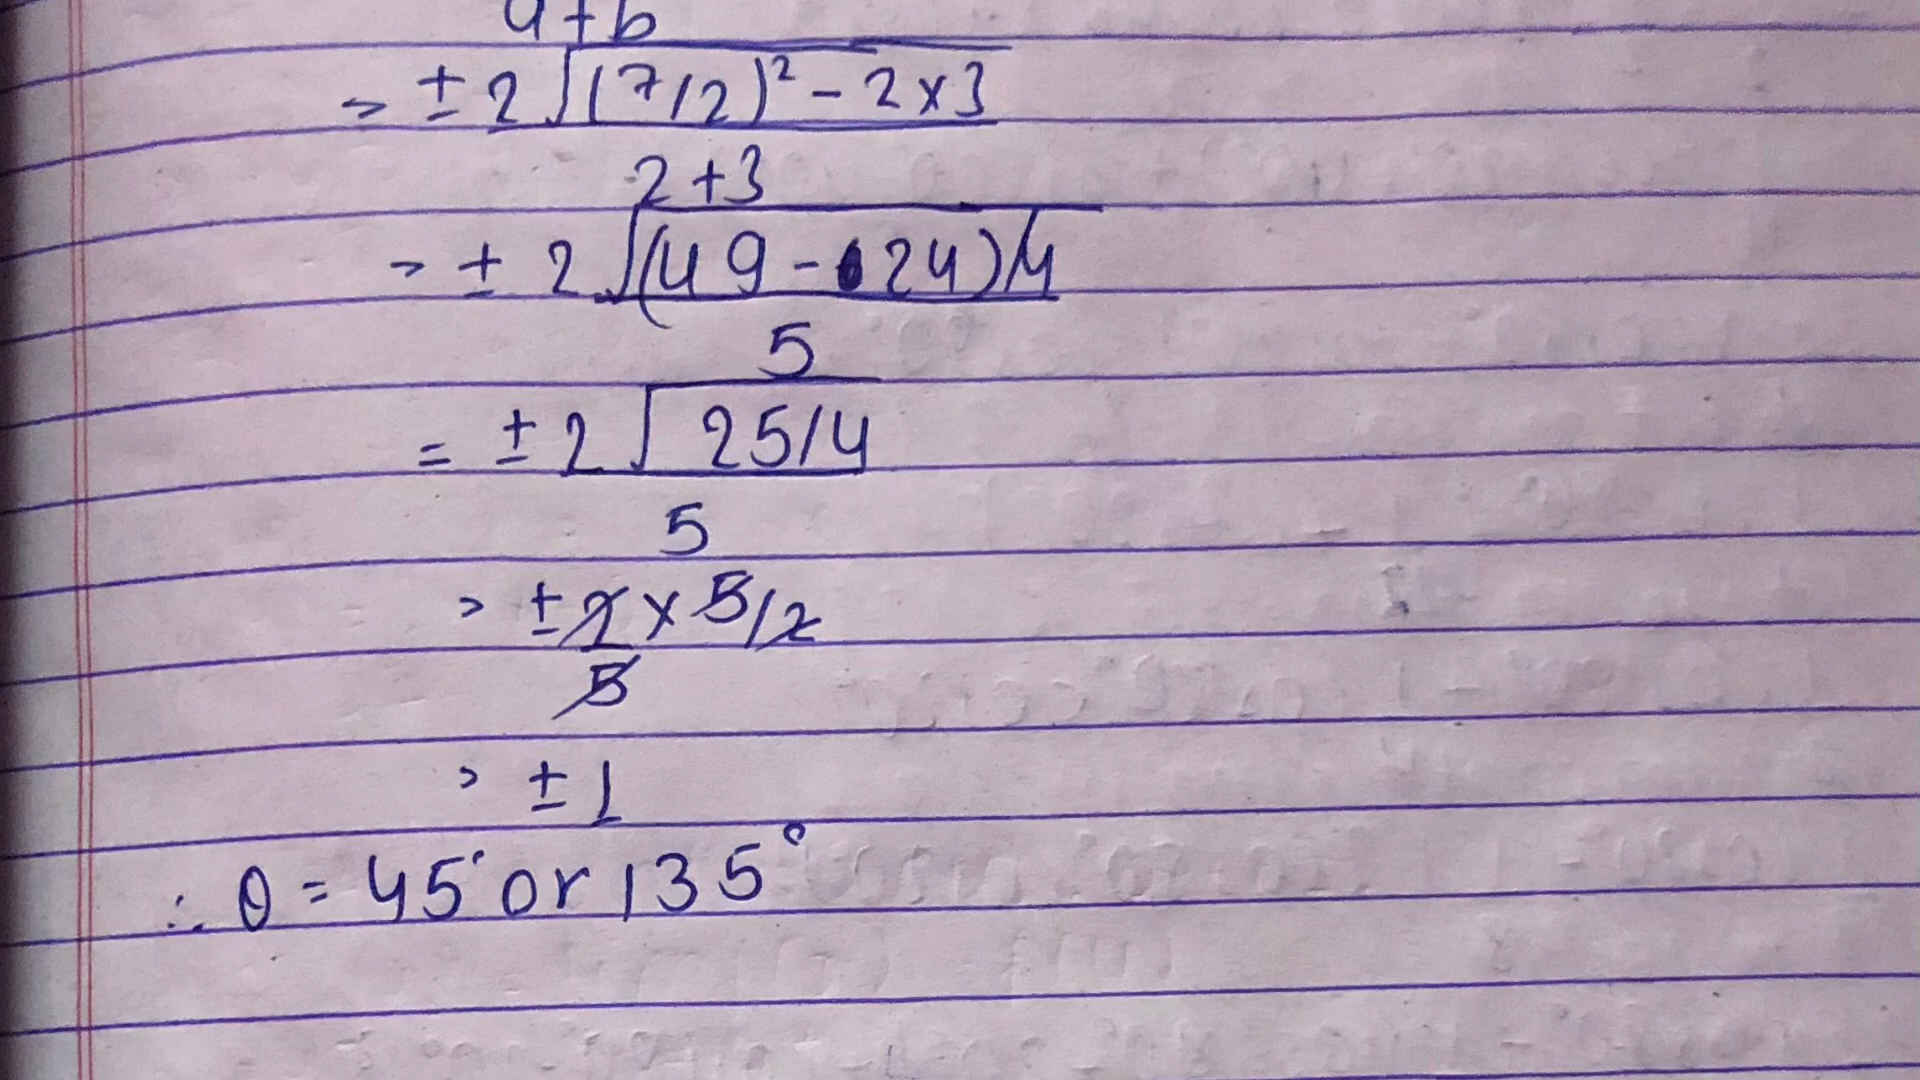 a+b
= ± 2 √(7/2)² - 2×3
2+3
= ± 2 √(49 - 24)/4
5
= ± 2 √25/4
5
= ± 2 × 5/2
5
= ± 1
∴ θ = 45° or 135°